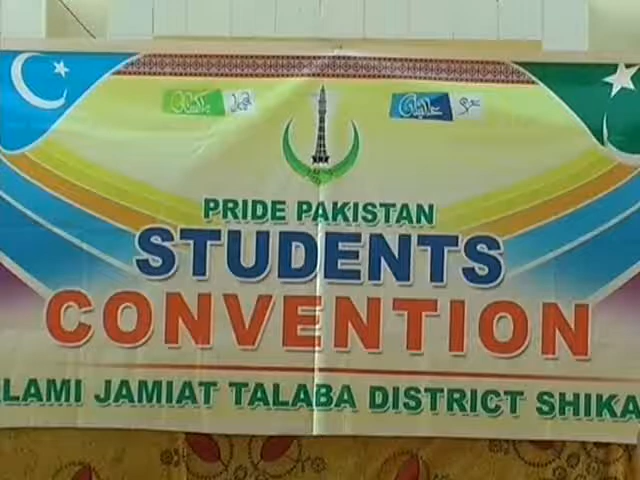 PRIDE PAKISTAN
STUDENTS
CONVENTION
LAMI JAMIAT TALABA DISTRICT SHIKA